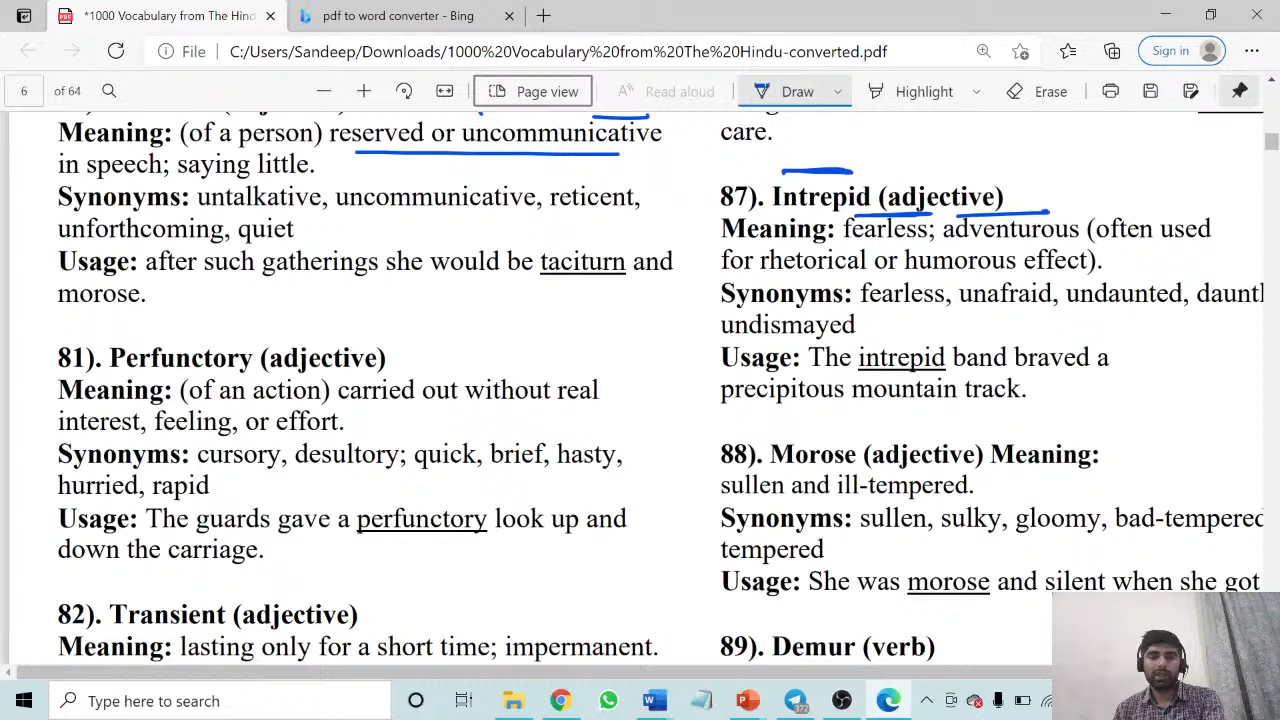 *1000 Vocabulary from The Hind
pdf to word converter - Bing
File
C:/Users/Sandeep/Downloads/1000%20Vocabulary%20from%20The%20Hindu-converted.pdf
Sign in
6
of 64
Page view
Read aloud
Draw
Highlight
Erase
Meaning: (of a person) reserved or uncommunicative
in speech; saying little.
Synonyms: untalkative, uncommunicative, reticent,
unforthcoming, quiet
Usage: after such gatherings she would be taciturn and
morose.
81). Perfunctory (adjective)
Meaning: (of an action) carried out without real
interest, feeling, or effort.
Synonyms: cursory, desultory; quick, brief, hasty,
hurried, rapid
Usage: The guards gave a perfunctory look up and
down the carriage.
82). Transient (adjective)
Meaning: lasting only for a short time; impermanent.
care.
87). Intrepid (adjective)
Meaning: fearless; adventurous (often used
for rhetorical or humorous effect).
Synonyms: fearless, unafraid, undaunted, dauntl
undismayed
Usage: The intrepid band braved a
precipitous mountain track.
88). Morose (adjective) Meaning:
sullen and ill-tempered.
Synonyms: sullen, sulky, gloomy, bad-tempered
tempered
Usage: She was morose and silent when she got
89). Demur (verb)
Type here to search